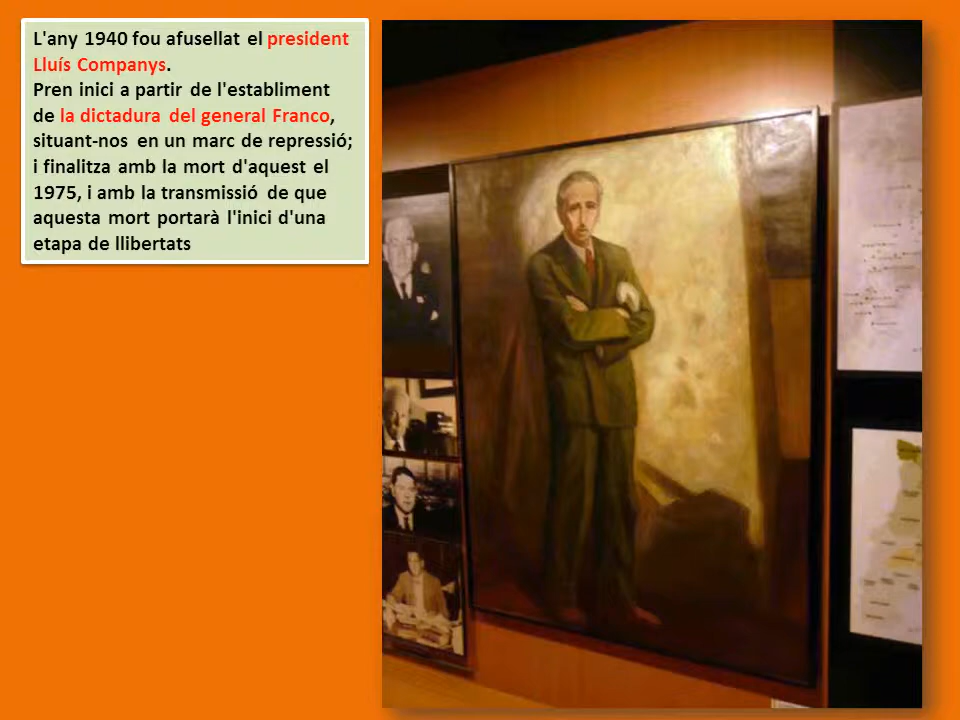 L'any 1940 fou afusellat el president
Lluís Companys.
Pren inici a partir de l'establiment
de la dictadura del general Franco,
situant-nos en un marc de repressió;
i finalitza amb la mort d'aquest el
1975, i amb la transmissió de que
aquesta mort portarà l'inici d'una
etapa de llibertats